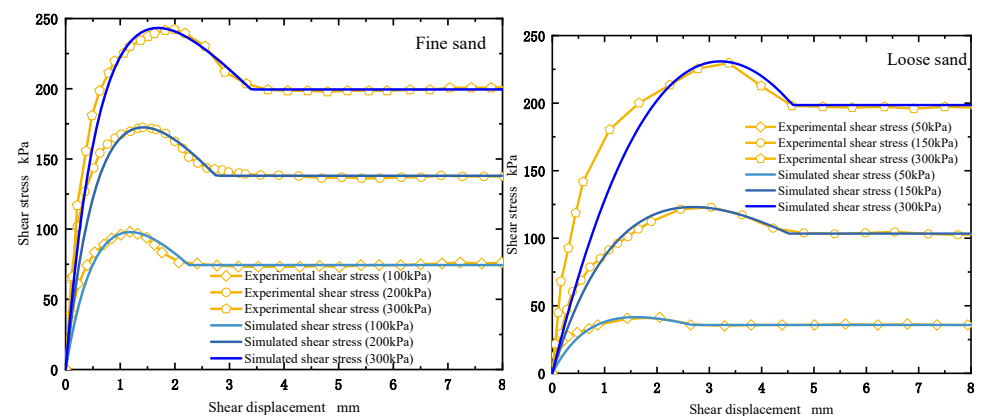 Fine sand
250
200
150
100
50
0
Shear stress kPa
Experimental shear stress (100kPa)
Experimental shear stress (200kPa)
Experimental shear stress (300kPa)
Simulated shear stress (100kPa)
Simulated shear stress (200kPa)
Simulated shear stress (300kPa)
0 1 2 3 4 5 6 7 8
Shear displacement mm
Loose sand
250
200
150
100
50
0
Shear stress kPa
Experimental shear stress (50kPa)
Experimental shear stress (150kPa)
Experimental shear stress (300kPa)
Simulated shear stress (50kPa)
Simulated shear stress (150kPa)
Simulated shear stress (300kPa)
0 1 2 3 4 5 6 7 8
Shear displacement mm